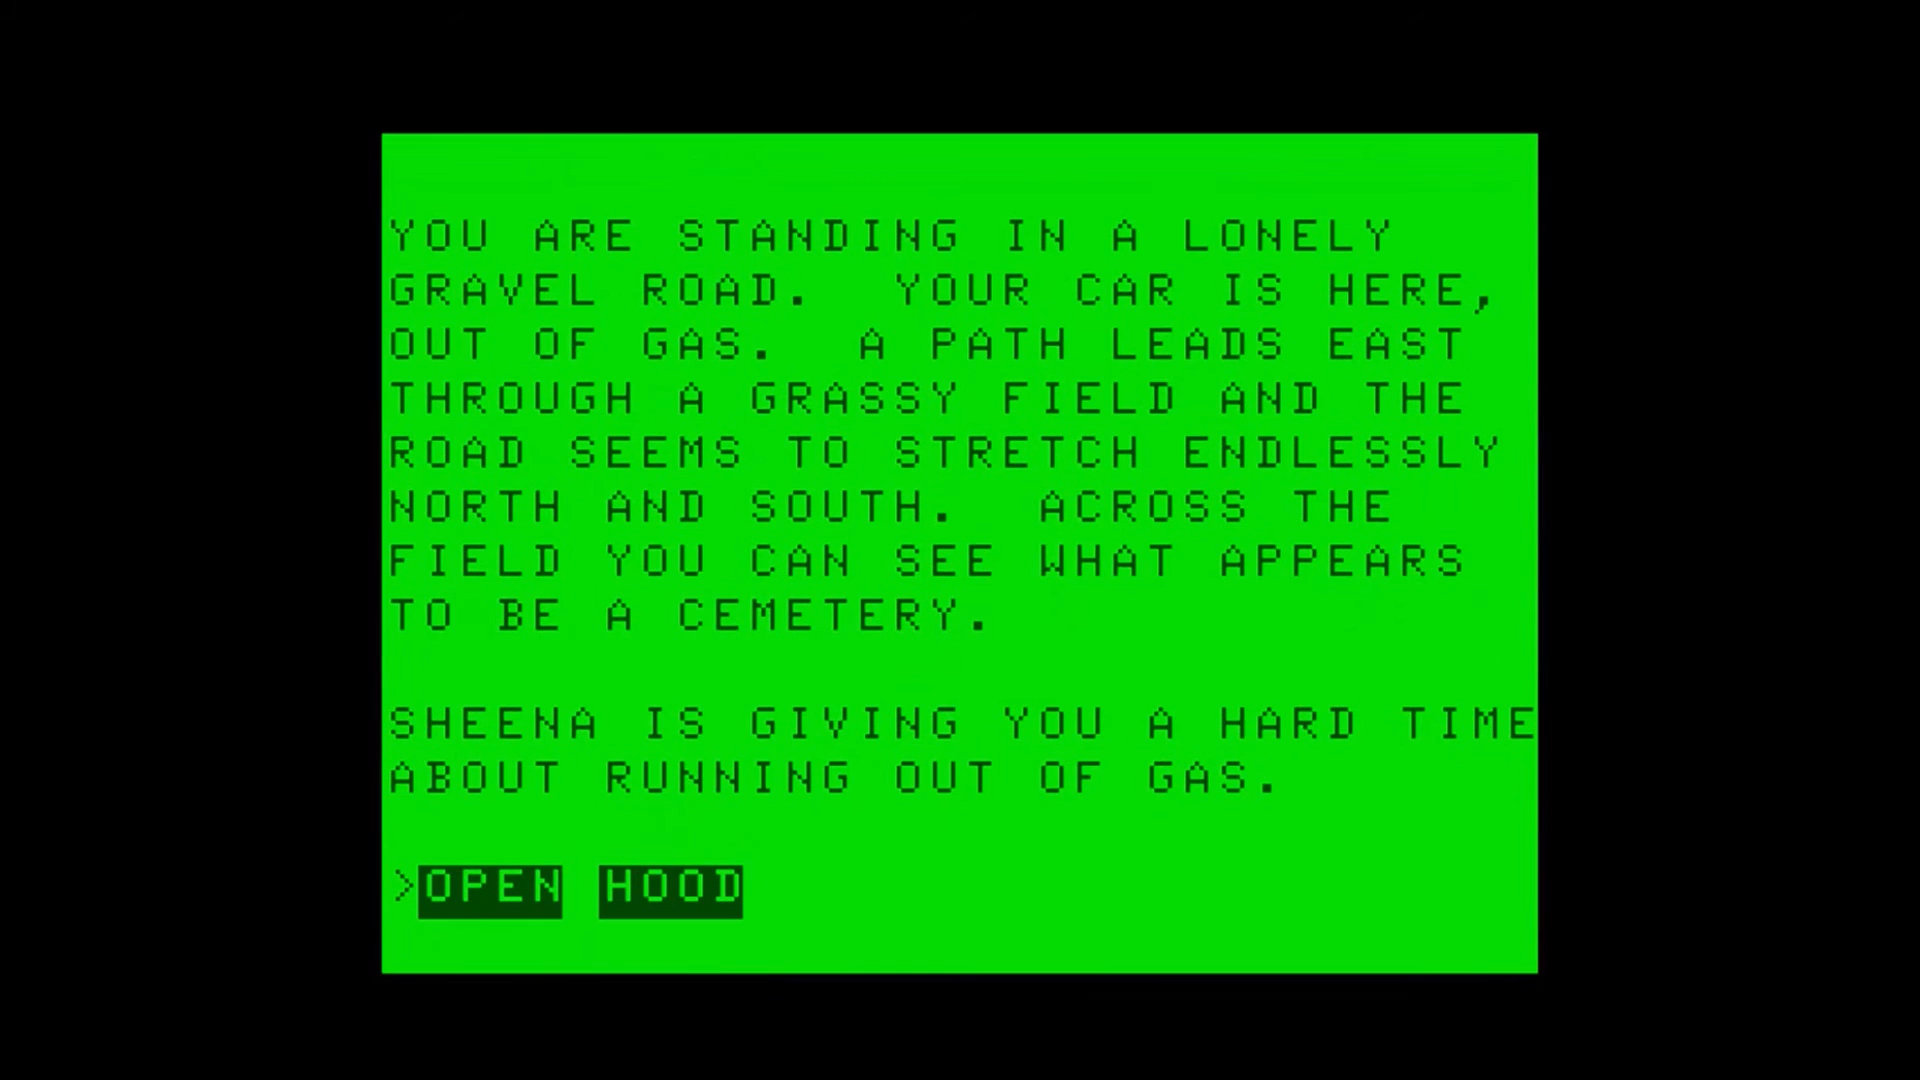 YOU ARE STANDING IN A LONELY
GRAVEL ROAD.  YOUR CAR IS HERE,
OUT OF GAS.  A PATH LEADS EAST
THROUGH A GRASSY FIELD AND THE
ROAD SEEMS TO STRETCH ENDLESSLY
NORTH AND SOUTH.  ACROSS THE
FIELD YOU CAN SEE WHAT APPEARS
TO BE A CEMETERY.
SHEENA IS GIVING YOU A HARD TIME
ABOUT RUNNING OUT OF GAS.
>OPEN HOOD